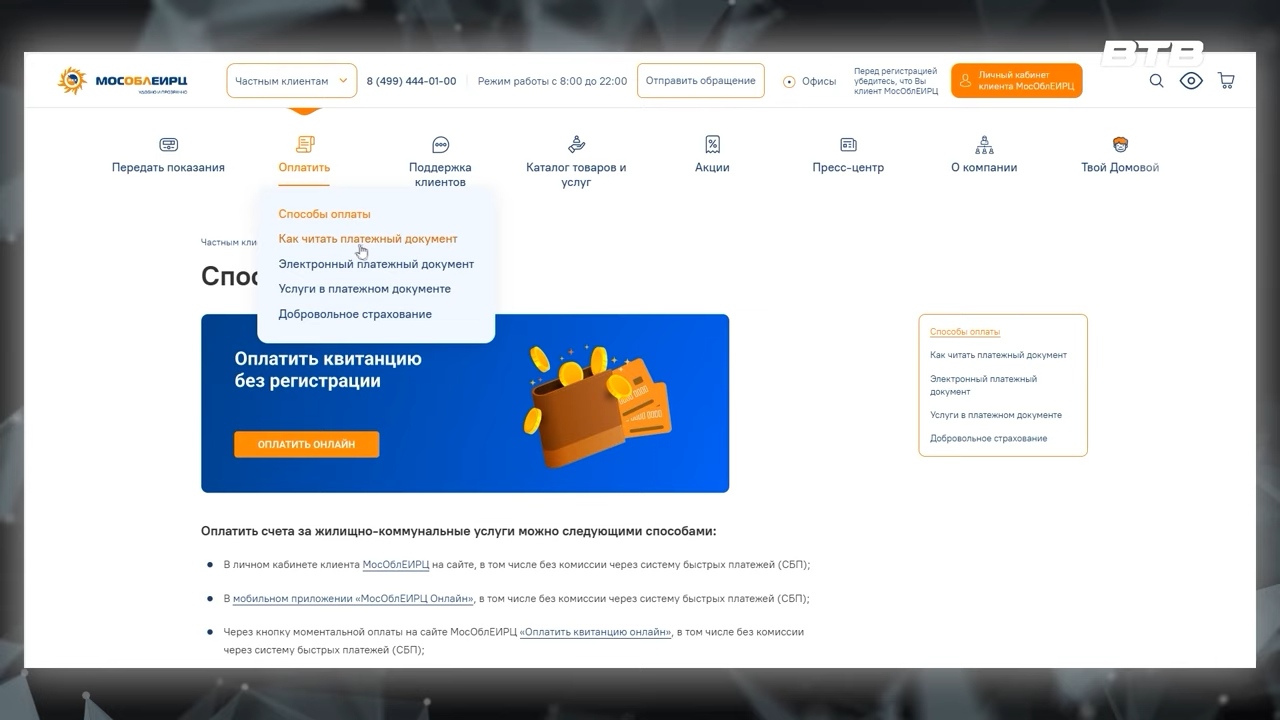 ВТВ
МОСОБЛЕИРЦ
УДОБНО И ПРОЗРАЧНО
Частным клиентам
8 (499) 444-01-00
Режим работы с 8:00 до 22:00
Отправить обращение
Офисы
Перед регистрацией
убедитесь, что Вы
клиент МосОблЕИРЦ
Личный кабинет
клиента МосОблЕИРЦ
Передать показания
Оплатить
Поддержка
клиентов
Каталог товаров и
услуг
Акции
Пресс-центр
О компании
Твой Домовой
Способы оплаты
Как читать платежный документ
Электронный платежный документ
Услуги в платежном документе
Добровольное страхование
Частным кли
Спос
Оплатить квитанцию
без регистрации
ОПЛАТИТЬ ОНЛАЙН
Способы оплаты
Как читать платежный документ
Электронный платежный
документ
Услуги в платежном документе
Добровольное страхование
Оплатить счета за жилищно-коммунальные услуги можно следующими способами:
В личном кабинете клиента МосОблЕИРЦ на сайте, в том числе без комиссии через систему быстрых платежей (СБП);
В мобильном приложении «МосОблЕИРЦ Онлайн», в том числе без комиссии через систему быстрых платежей (СБП);
Через кнопку моментальной оплаты на сайте МосОблЕИРЦ «Оплатить квитанцию онлайн», в том числе без комиссии
через систему быстрых платежей (СБП);